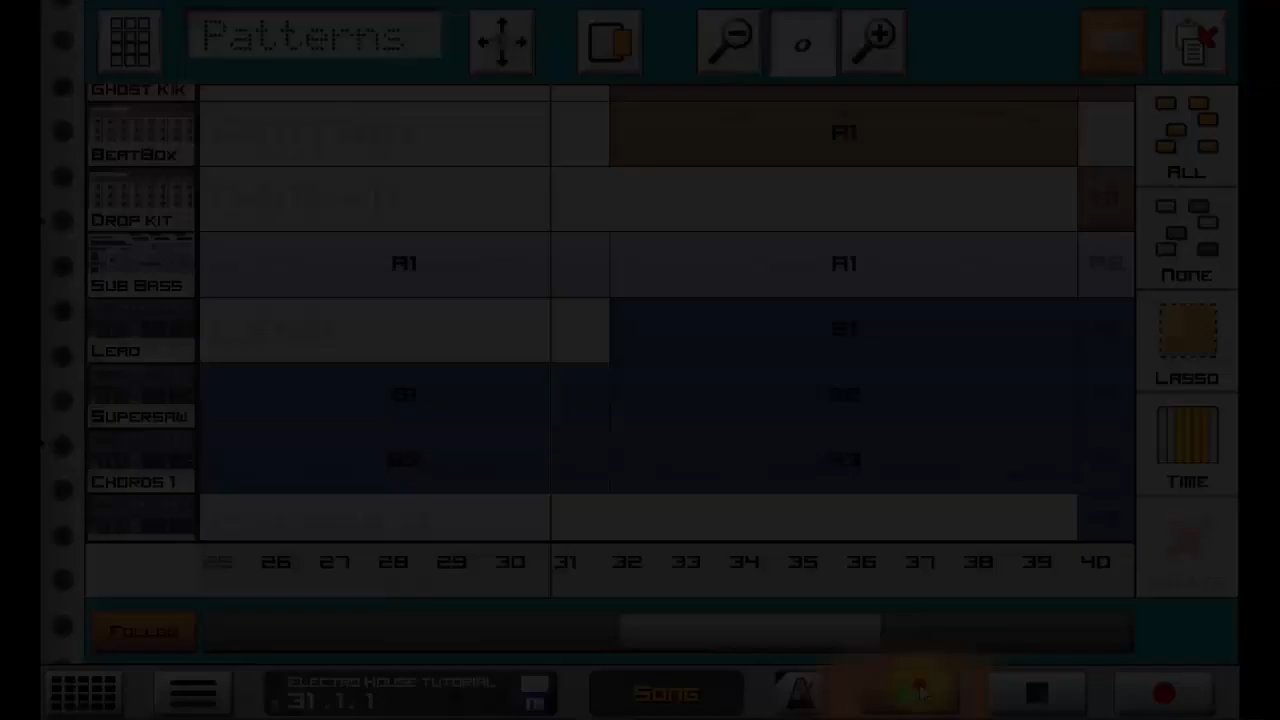 Patterns
GHOST KIK
BEATBOX
A1
DROP KIT
SUB BASS
A1
A1
LEAD
SUPERSAW
CHORDS 1
ALL
NONE
LASSO
TIME
25 26 27 28 29 30 31 32 33 34 35 36 37 38 39 40
FOLLOW
ELECTRO HOUSE TUTORIAL
31 .1. 1
SONG